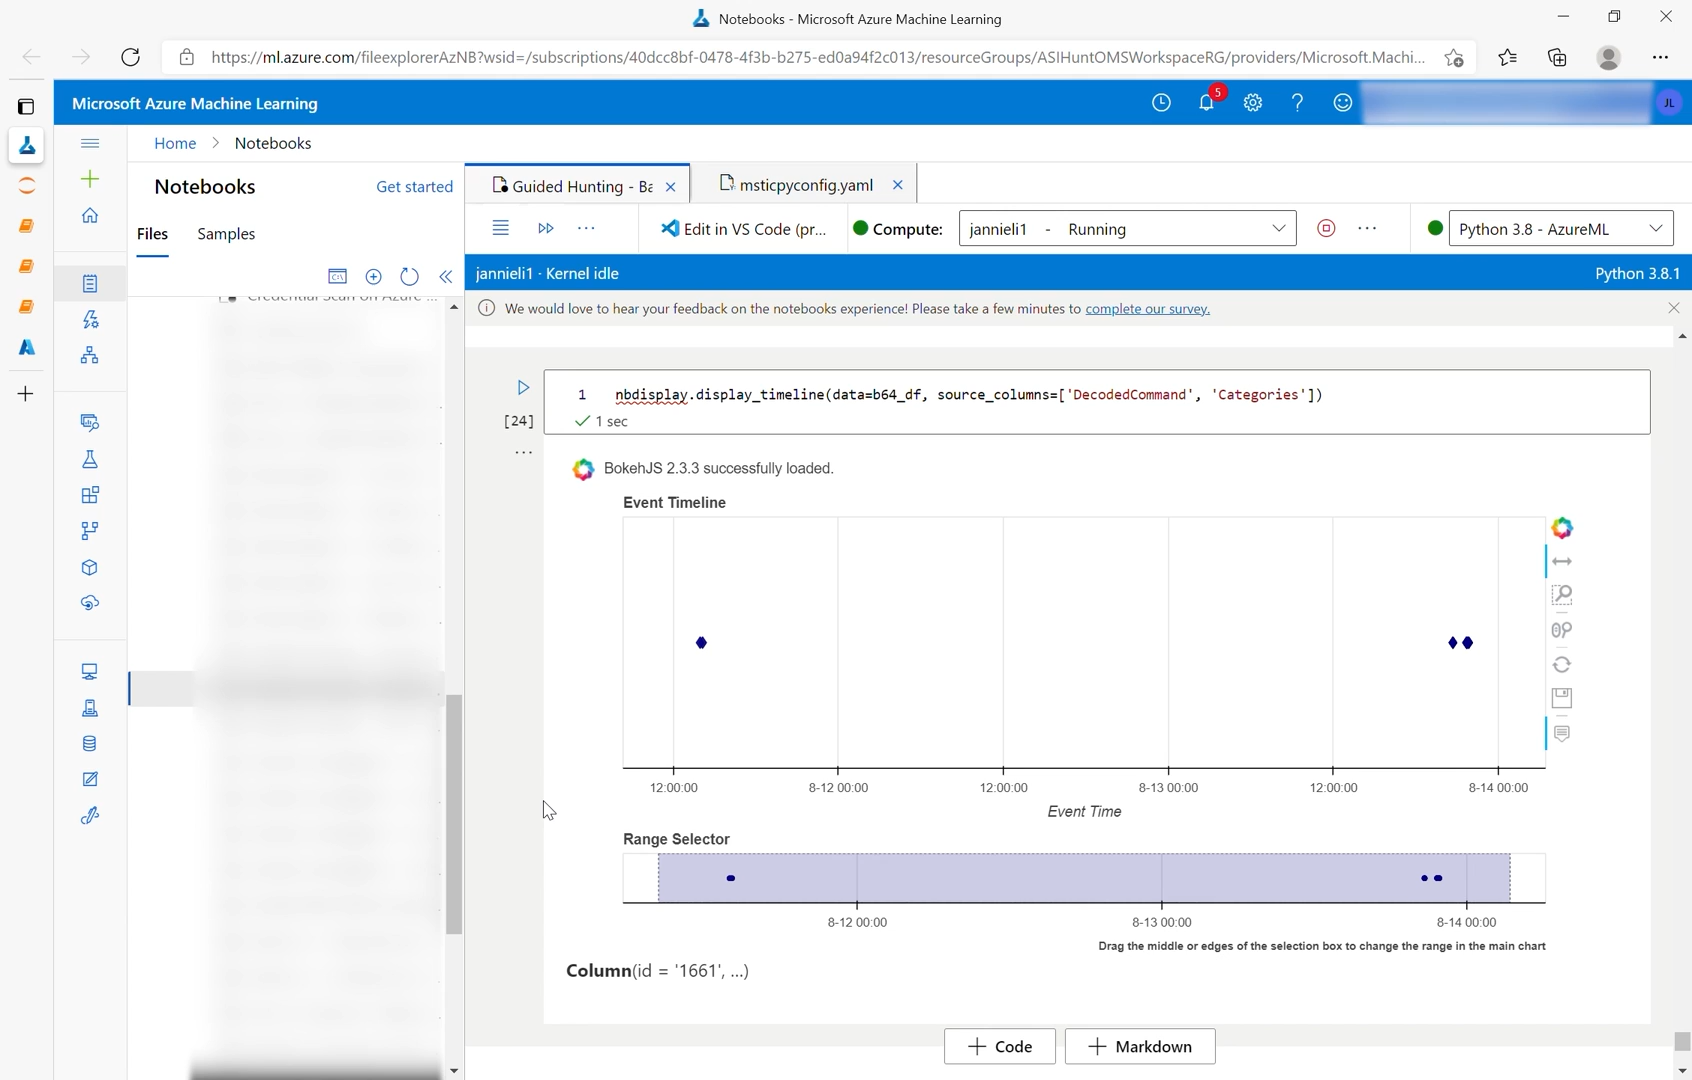 Notebooks - Microsoft Azure Machine Learning
https://ml.azure.com/fileexplorerAzNB?wsid=/subscriptions/40dcc8bf-0478-4f3b-b275-ed0a94f2c013/resourceGroups/ASIHuntOMSWorkspaceRG/providers/Microsoft.Machi...
Microsoft Azure Machine Learning
5
JL
Home > Notebooks
Notebooks
Get started
Files
Samples
Credential Scan on Azure ...
Guided Hunting - Ba
msticpyconfig.yaml
Edit in VS Code (pr...
Compute:
jannieli1 - Running
Python 3.8 - AzureML
jannieli1 · Kernel idle
Python 3.8.1
We would love to hear your feedback on the notebooks experience! Please take a few minutes to complete our survey.
1 nbdisplay.display_timeline(data=b64_df, source_columns=['DecodedCommand', 'Categories'])
[24]
1 sec
BokehJS 2.3.3 successfully loaded.
Event Timeline
12:00:00
8-12 00:00
12:00:00
8-13 00:00
12:00:00
8-14 00:00
Event Time
Range Selector
8-12 00:00
8-13 00:00
8-14 00:00
Drag the middle or edges of the selection box to change the range in the main chart
Column(id = '1661', ...)
+ Code
+ Markdown